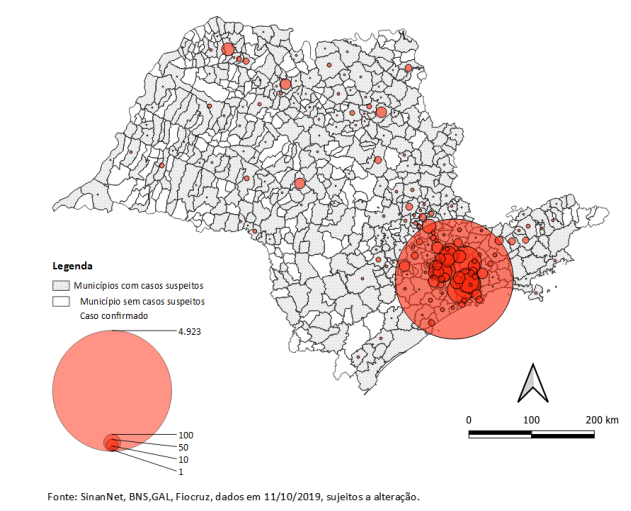 Legenda
Municípios com casos suspeitos
Município sem casos suspeitos
Caso confirmado
4.923
100
50
10
1
0 100 200 km
Fonte: SinanNet, BNS,GAL, Fiocruz, dados em 11/10/2019, sujeitos a alteração.